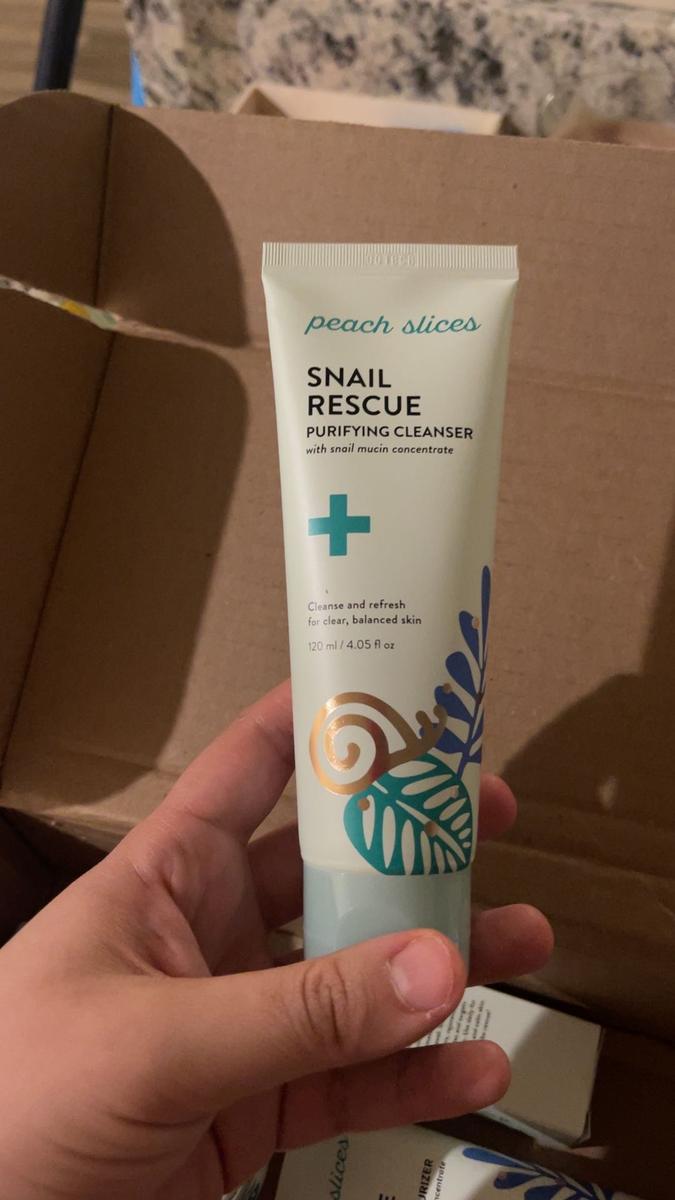 peach slices
SNAIL
RESCUE
PURIFYING CLEANSER
with snail mucin concentrate
Cleanse and refresh
for clear, balanced skin
120 ml / 4.05 fl oz
slices